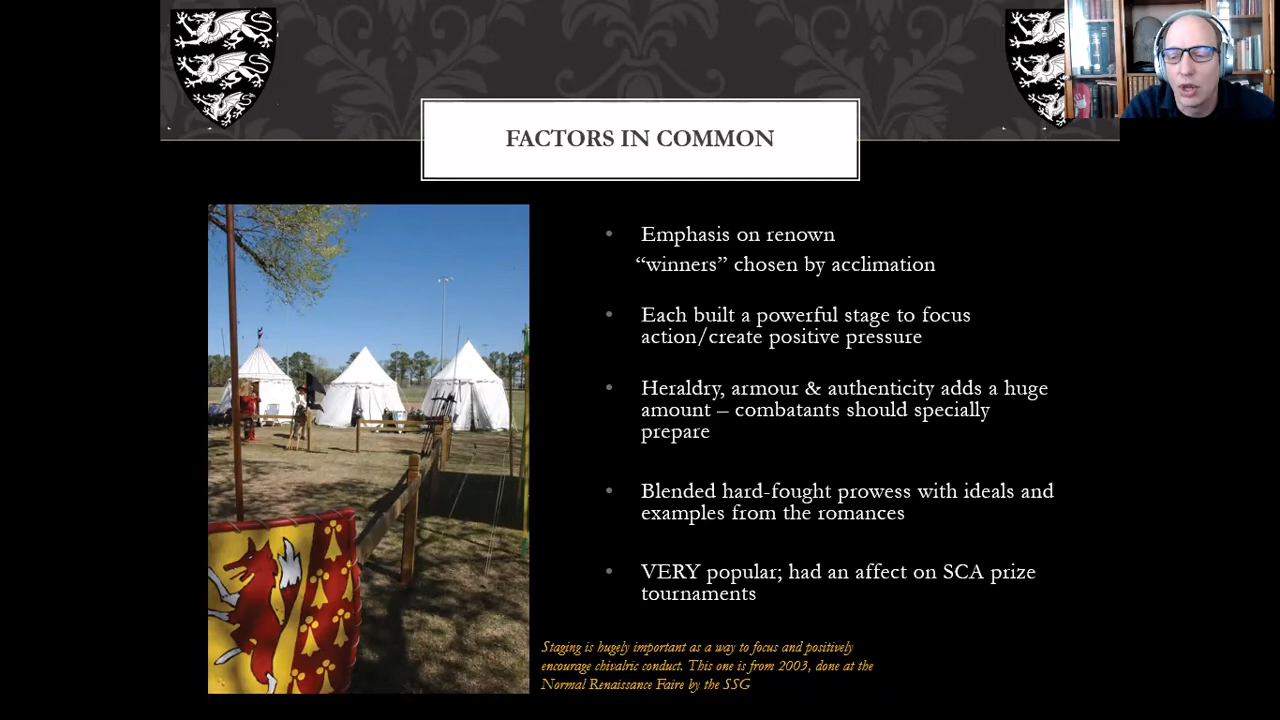 FACTORS IN COMMON
Emphasis on renown
“winners” chosen by acclimation
Each built a powerful stage to focus
action/create positive pressure
Heraldry, armour & authenticity adds a huge
amount – combatants should specially
prepare
Blended hard-fought prowess with ideals and
examples from the romances
VERY popular; had an affect on SCA prize
tournaments
Staging is hugely important as a way to focus and positively
encourage chivalric conduct. This one is from 2003, done at the
Normal Renaissance Faire by the SSG